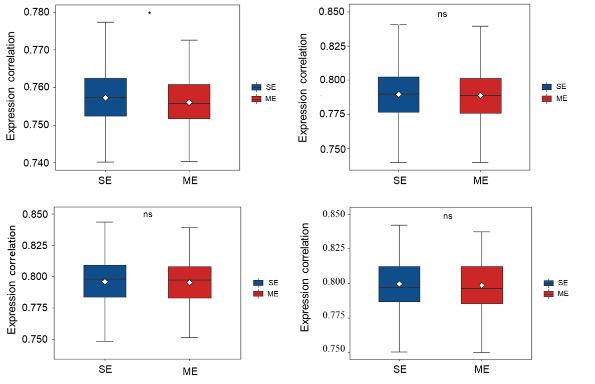 0.780
*
0.770
Expression correlation
0.760
SE
ME
0.750
0.740
SE
ME
0.850
ns
0.825
Expression correlation
0.800
SE
ME
0.775
0.750
SE
ME
0.850
ns
0.825
Expression correlation
0.800
SE
ME
0.775
0.750
SE
ME
0.850
ns
0.825
Expression correlation
0.800
SE
ME
0.775
0.750
SE
ME